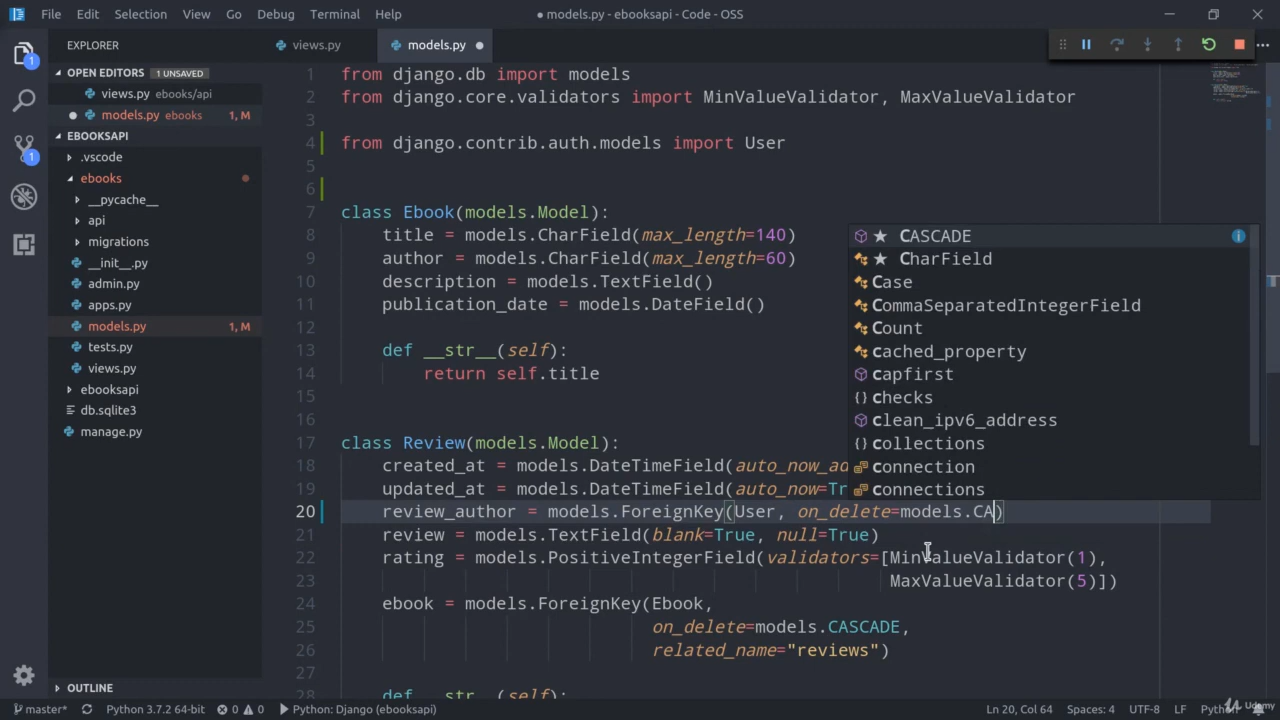 File Edit Selection View Go Debug Terminal Help
● models.py - ebooksapi - Code - OSS
EXPLORER
views.py
models.py ●
OPEN EDITORS 1 UNSAVED
views.py ebooks/api
models.py ebooks 1, M
EBOOKSAPI
.vscode
ebooks
__pycache__
api
migrations
__init__.py
admin.py
apps.py
models.py 1, M
tests.py
views.py
ebooksapi
db.sqlite3
manage.py
OUTLINE
1 from django.db import models
2 from django.core.validators import MinValueValidator, MaxValueValidator
3
4 from django.contrib.auth.models import User
5
6
7 class Ebook(models.Model):
8 title = models.CharField(max_length=140)
9 author = models.CharField(max_length=60)
10 description = models.TextField()
11 publication_date = models.DateField()
12
13 def __str__(self):
14 return self.title
15
16
17 class Review(models.Model):
18 created_at = models.DateTimeField(auto_now_ad
19 updated_at = models.DateTimeField(auto_now=Tr
20 review_author = models.ForeignKey(User, on_delete=models.CA)
21 review = models.TextField(blank=True, null=True)
22 rating = models.PositiveIntegerField(validators=[MinValueValidator(1),
23 MaxValueValidator(5)])
24 ebook = models.ForeignKey(Ebook,
25 on_delete=models.CASCADE,
26 related_name="reviews")
27
28 def __str__(self):
★ CASCADE
★ CharField
Case
CommaSeparatedIntegerField
Count
cached_property
capfirst
checks
clean_ipv6_address
collections
connection
connections
master* Python 3.7.2 64-bit 0 0 Python: Django (ebooksapi) Ln 20, Col 64 Spaces: 4 UTF-8 LF Python
Udemy